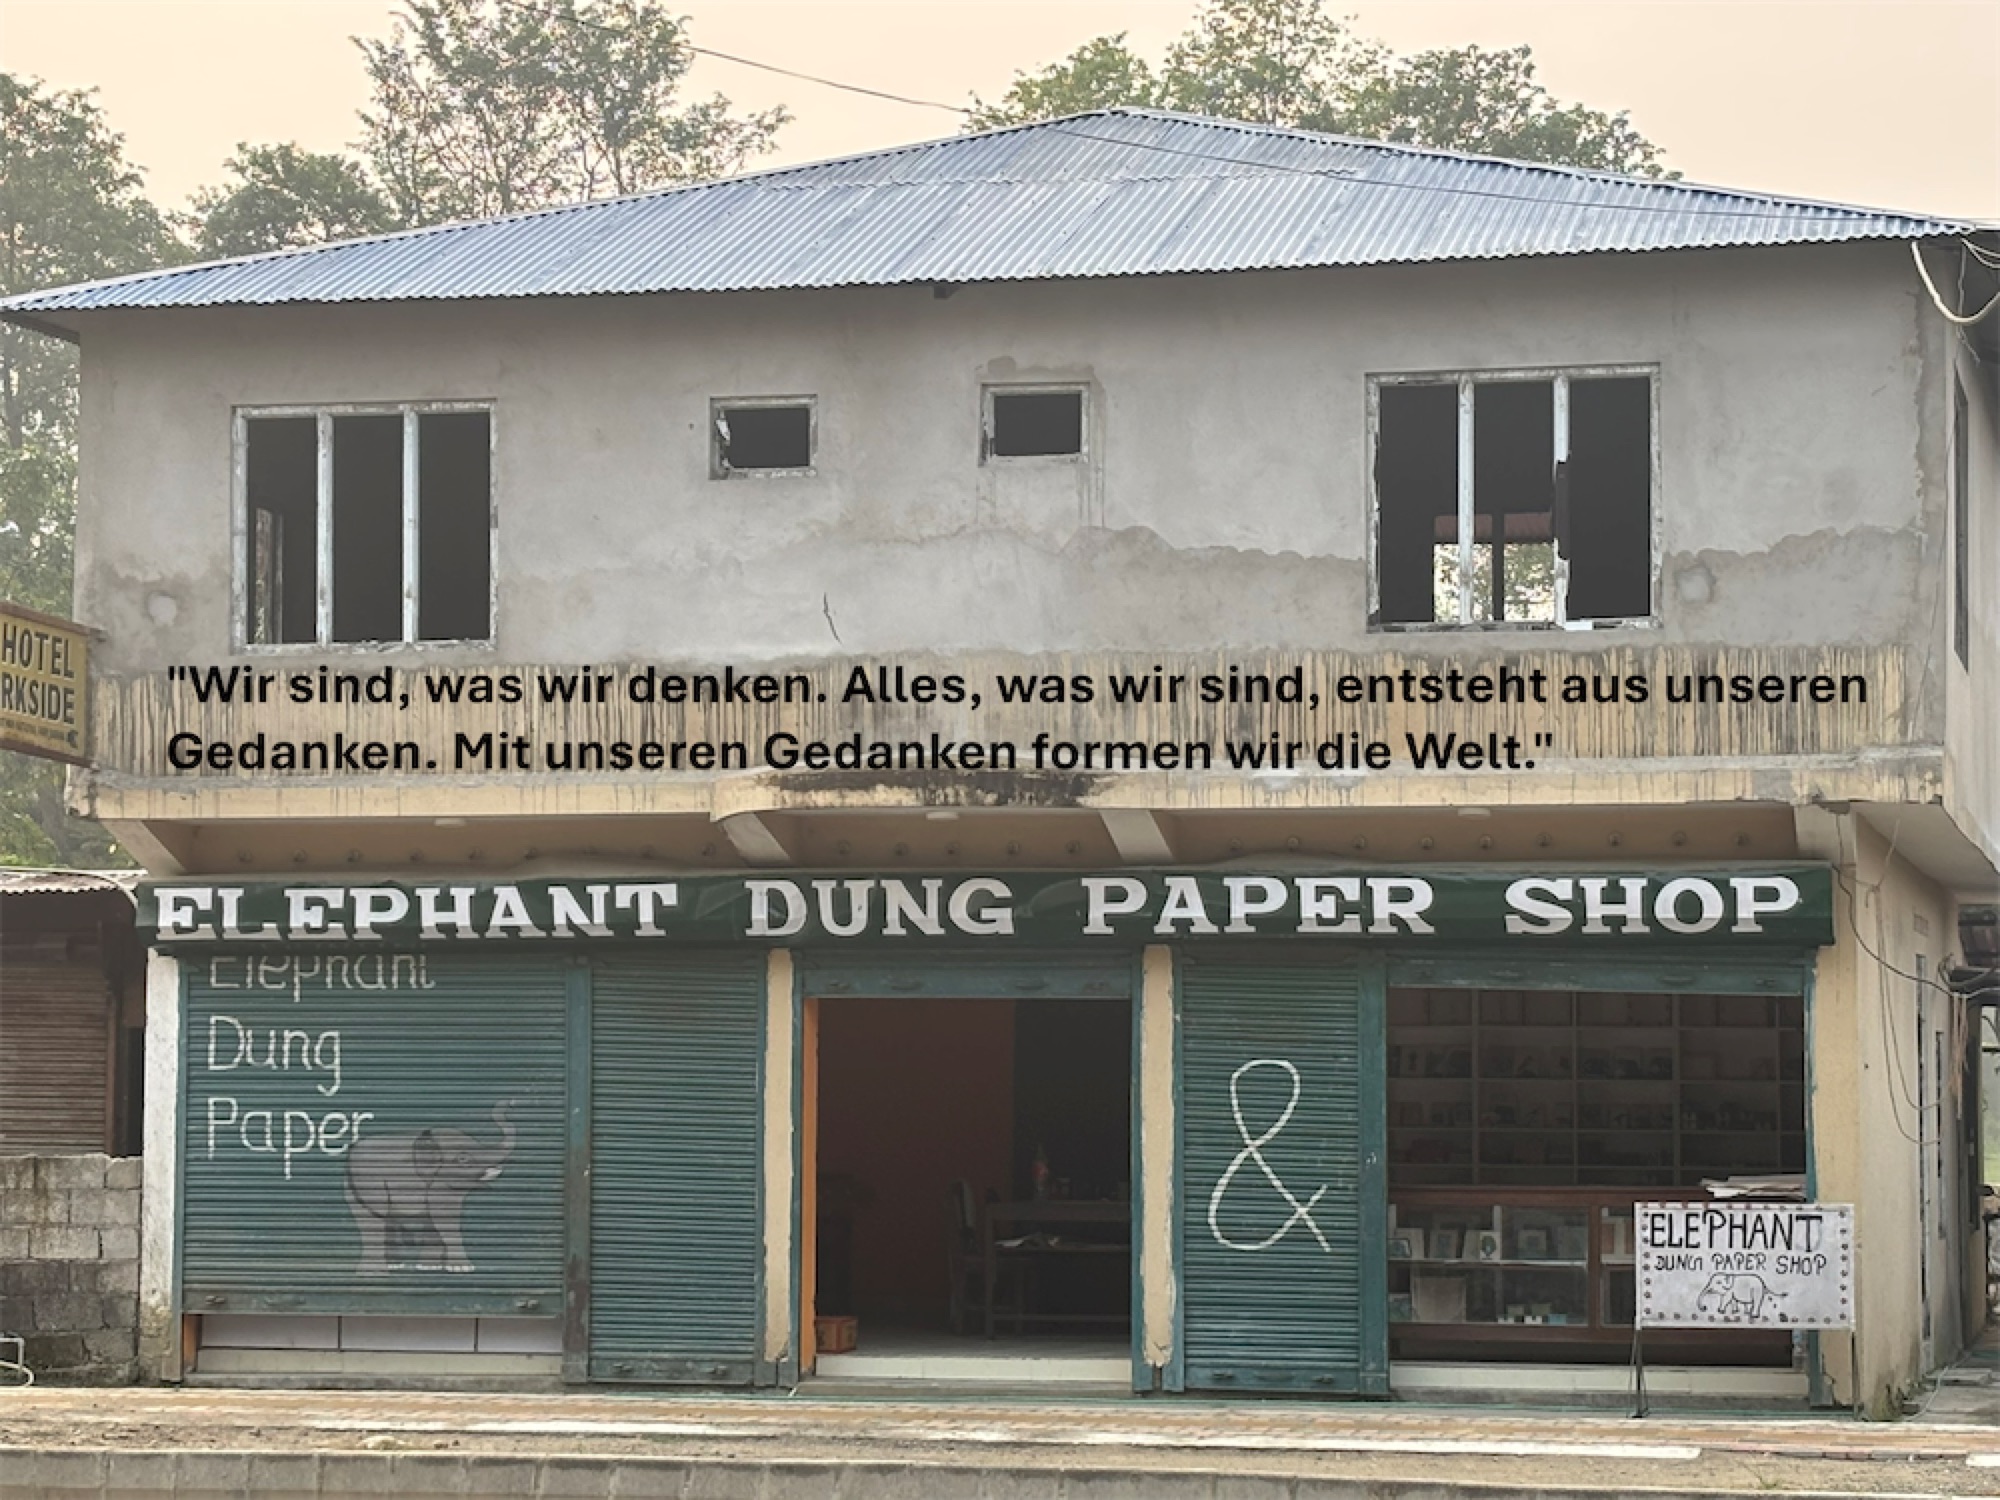 HOTEL
RKSIDE
"Wir sind, was wir denken. Alles, was wir sind, entsteht aus unseren
Gedanken. Mit unseren Gedanken formen wir die Welt."
ELEPHANT DUNG PAPER SHOP
Elephant
Dung
Paper
&
ELEPHANT
DUNG PAPER SHOP